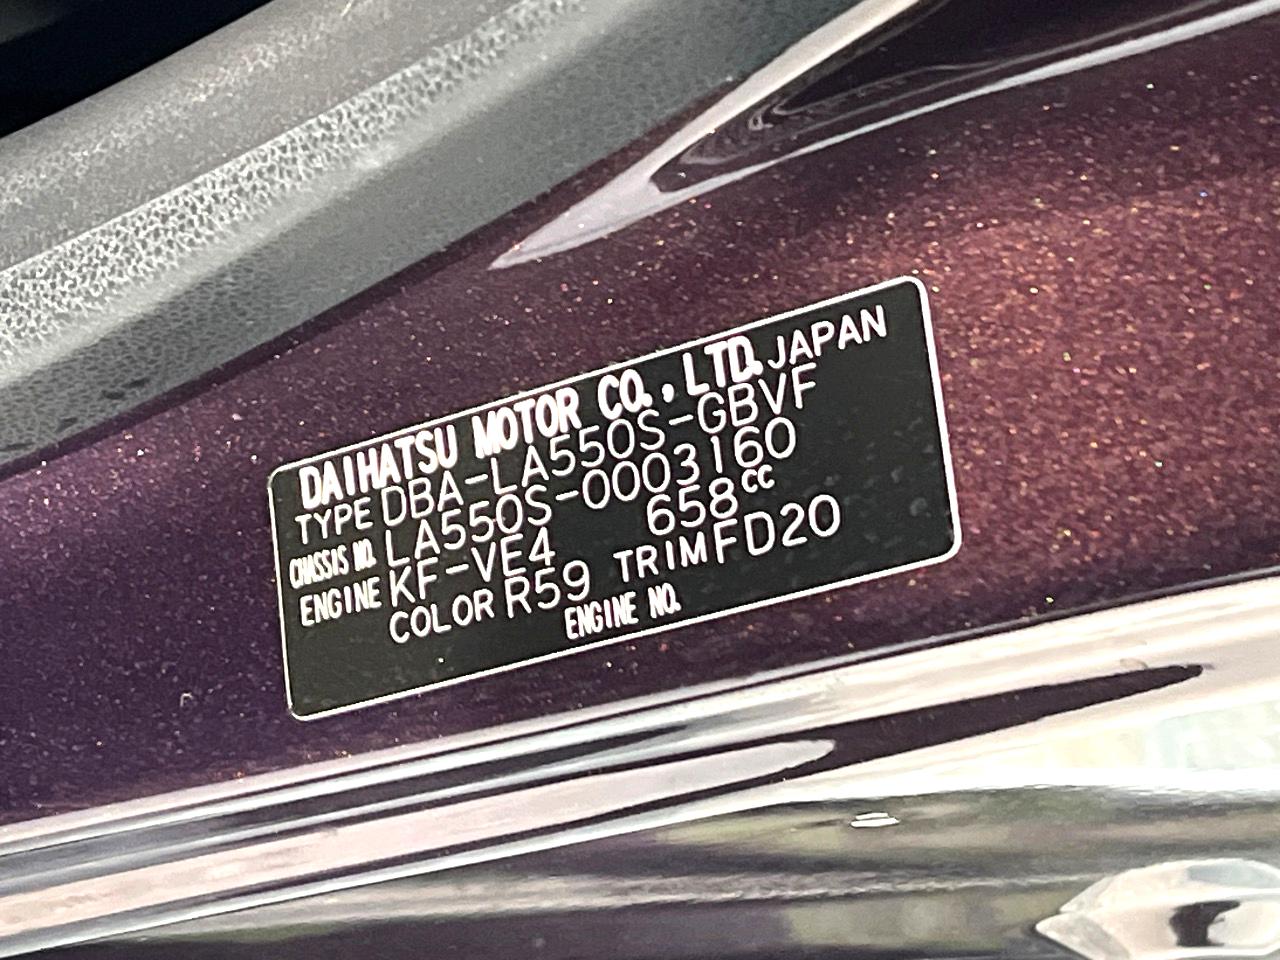 DAIHATSU MOTOR CO., LTD. JAPAN
TYPE DBA-LA550S-GBVF
CHASSIS NO. LA550S-0003160
ENGINE KF-VE4 658cc
COLOR R59 TRIM FD20
ENGINE NO.